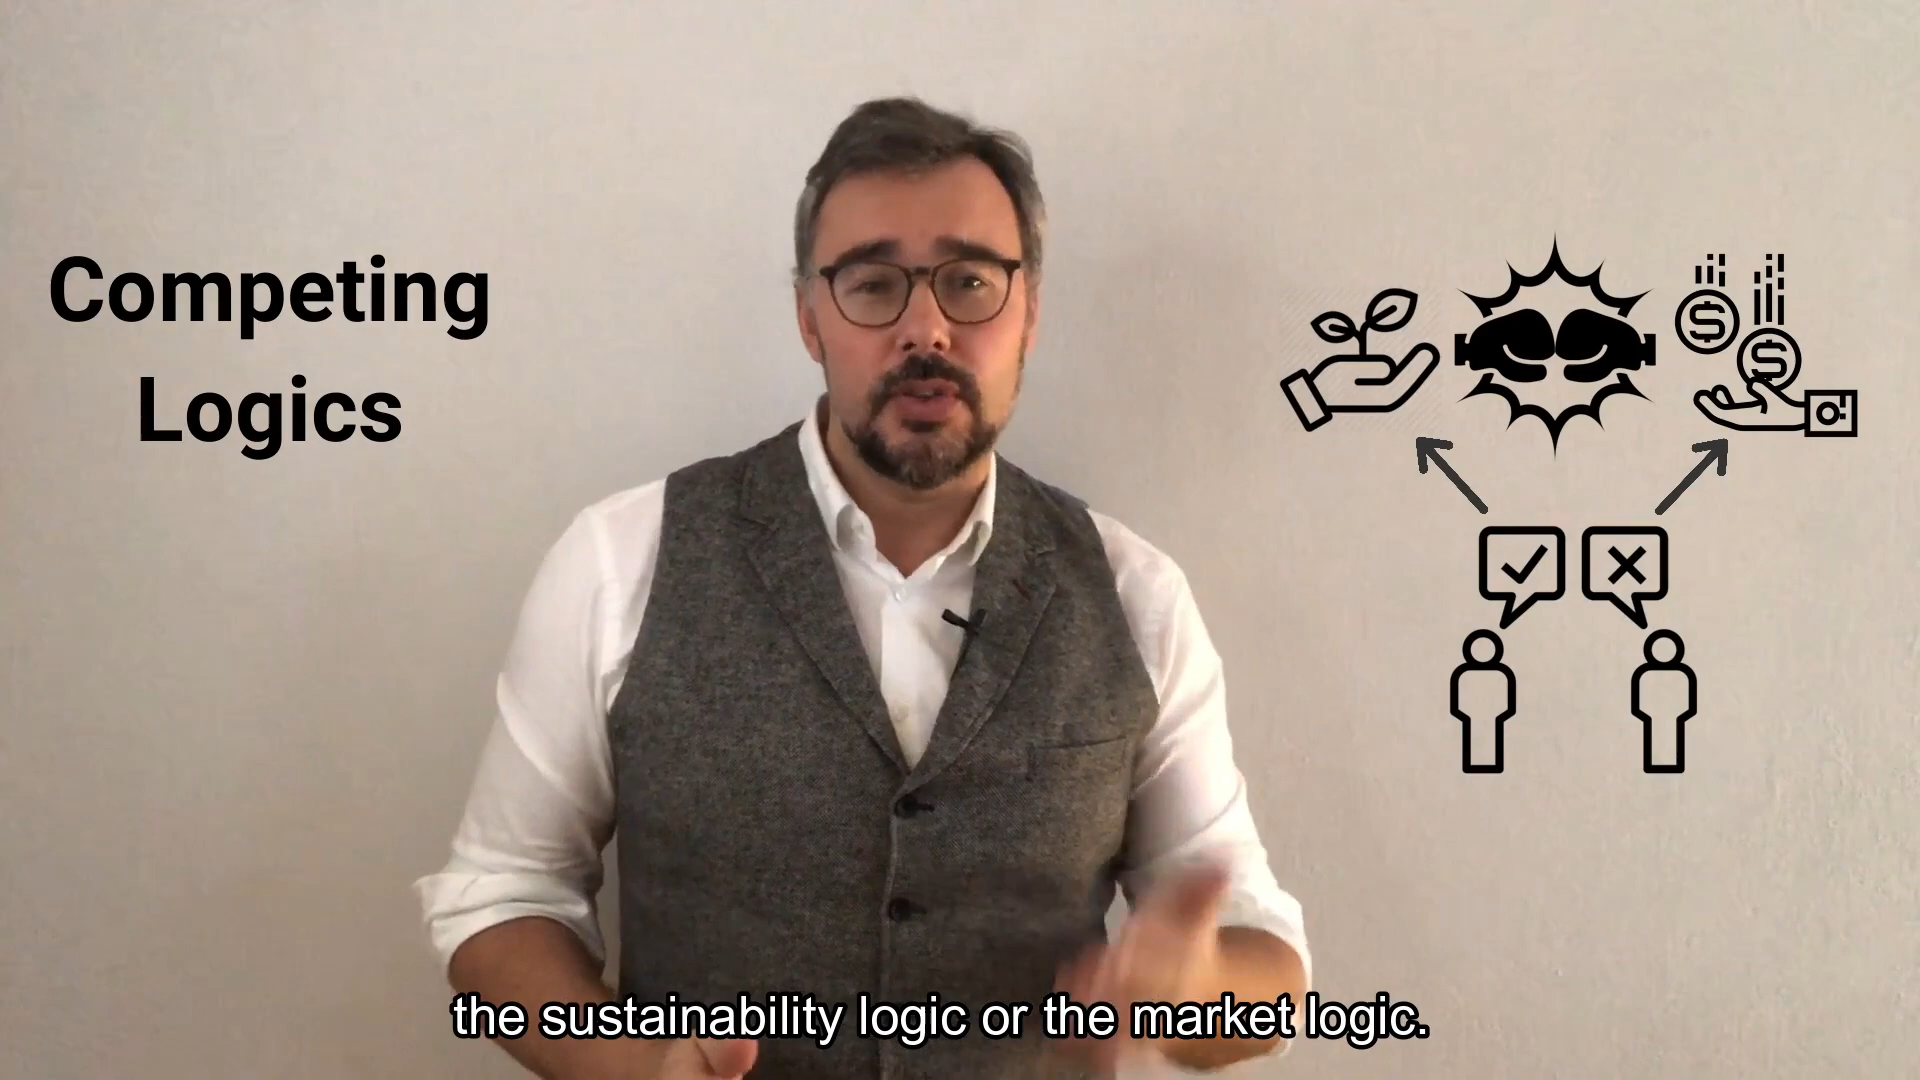 Competing
Logics
$
$
the sustainability logic or the market logic.